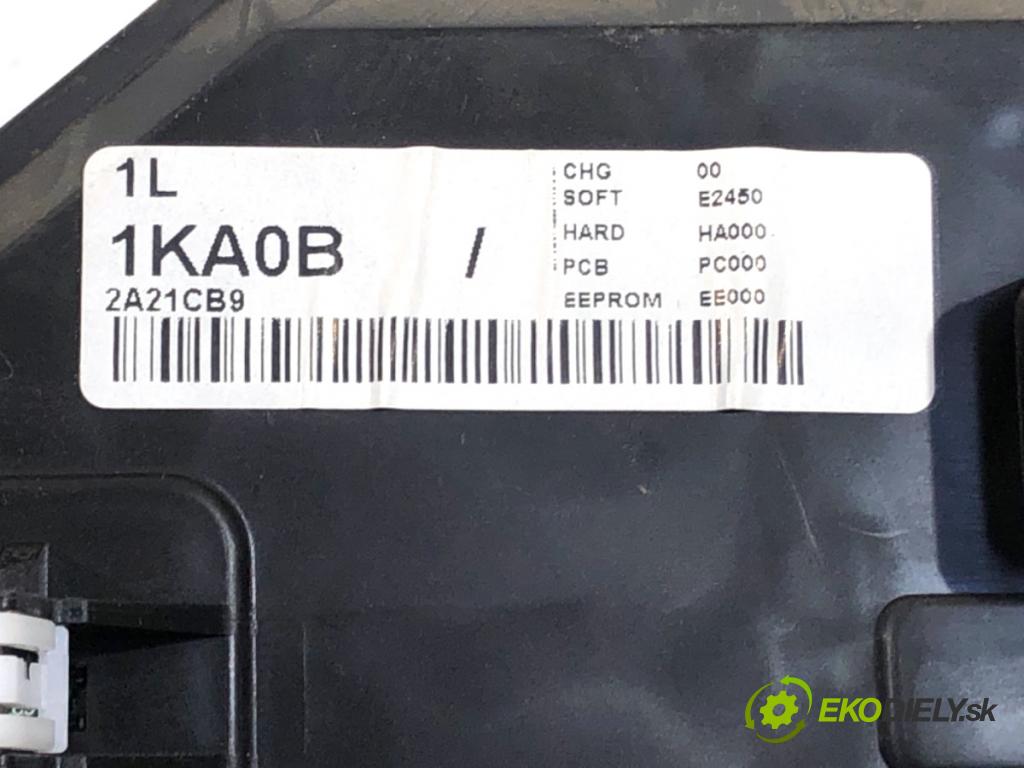 1L
1KA0B /
2A21CB9
CHG 00
SOFT E2450
HARD HA000
PCB PC000
EEPROM EE000
EKODIELY.sk